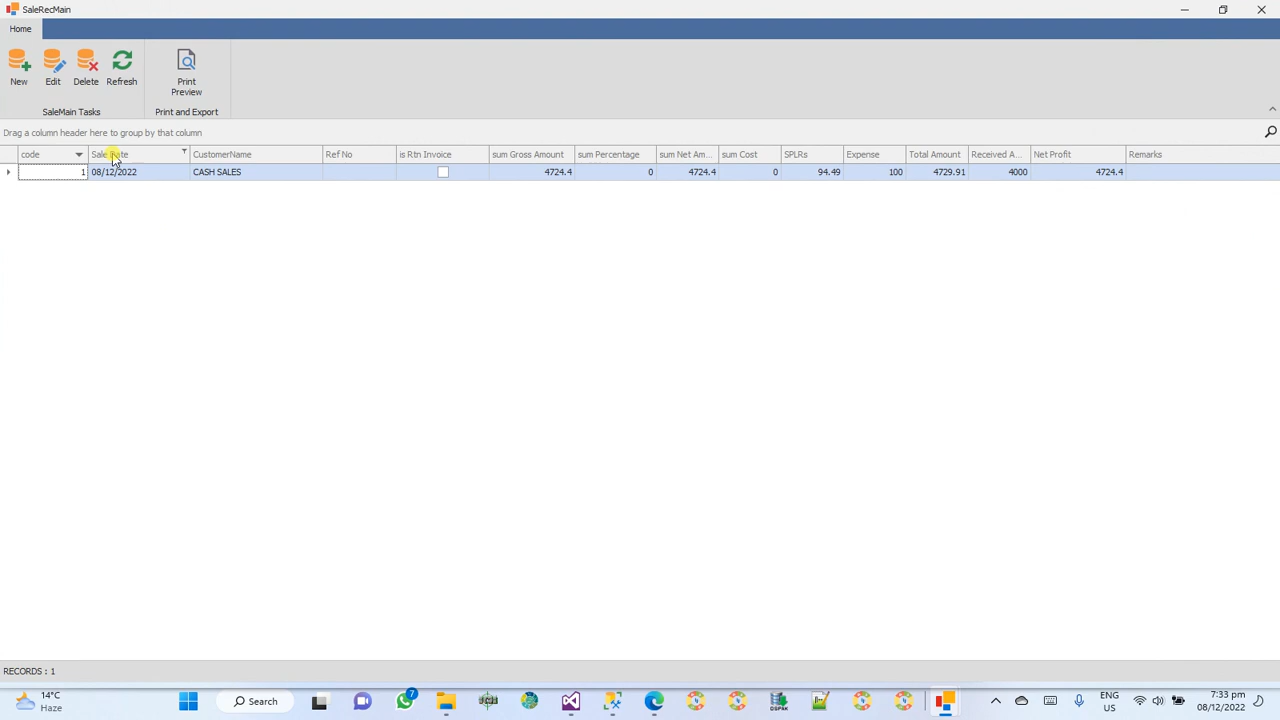 SaleRecMain
Home
New Edit Delete Refresh Print Preview
SaleMain Tasks Print and Export
Drag a column header here to group by that column
code Sale Date CustomerName Ref No is Rtn Invoice sum Gross Amount sum Percentage sum Net Am... sum Cost SPLRs Expense Total Amount Received A... Net Profit Remarks
1 08/12/2022 CASH SALES 4724.4 0 4724.4 0 94.49 100 4729.91 4000 4724.4
RECORDS : 1
14°C
Haze
Search
7
GSPAK
ENG
US
7:33 pm
08/12/2022